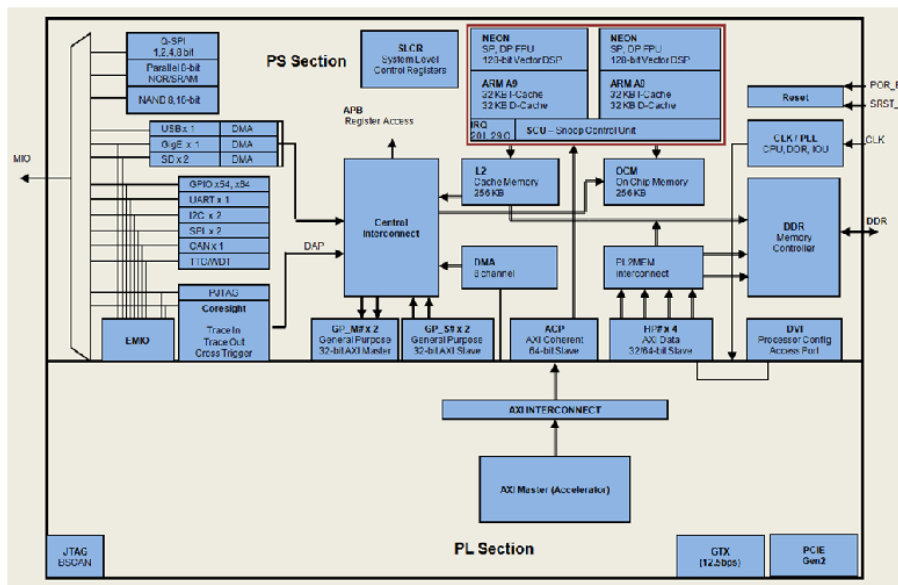 Q-SPI
1,2,4,8 bit
Parallel 8-bit
NOR/SRAM
NAND 8, 16-bit
PS Section
SLCR
System Level
Control Registers
NEON
SP, DP FPU
128-bit Vector DSP
NEON
SP, DP FPU
128-bit Vector DSP
ARM A9
32 KB I-Cache
32 KB D-Cache
32 KB I-Cache
32 KB D-Cache
IRQ
SCU – Snoop Control Unit
Reset
CLK / PLL
CPU, DDR, IOU
CLK
APB
Register Access
USB x 1
DMA
GigE x 1
DMA
SD x 2
DMA
MIO
GPIO x54, x64
UART x 1
I2C x 2
SPI x 2
CAN x 1
TTC/WDT
PJTAG
Coresight
Trace In
Trace Out
Cross Trigger
EMIO
DAP
Central
Interconnect
L2
Cache Memory
256 KB
OCM
On Chip Memory
256 KB
DMA
8 channel
Interconnect
DDR
Memory
Controller
DDR
GP_M# x 2
General Purpose
32-bit AXI Master
GP_S# x 2
General Purpose
32-bit AXI Slave
ACP
AXI Coherent
64-bit Slave
HP# x 4
AXI Data
32/64-bit Slave
DVI
Processor Config
Access Port
AXI INTERCONNECT
AXI Master (Accelerator)
PL Section
JTAG
BSCAN
GTX
(12.5bps)
PCIE
Gen2